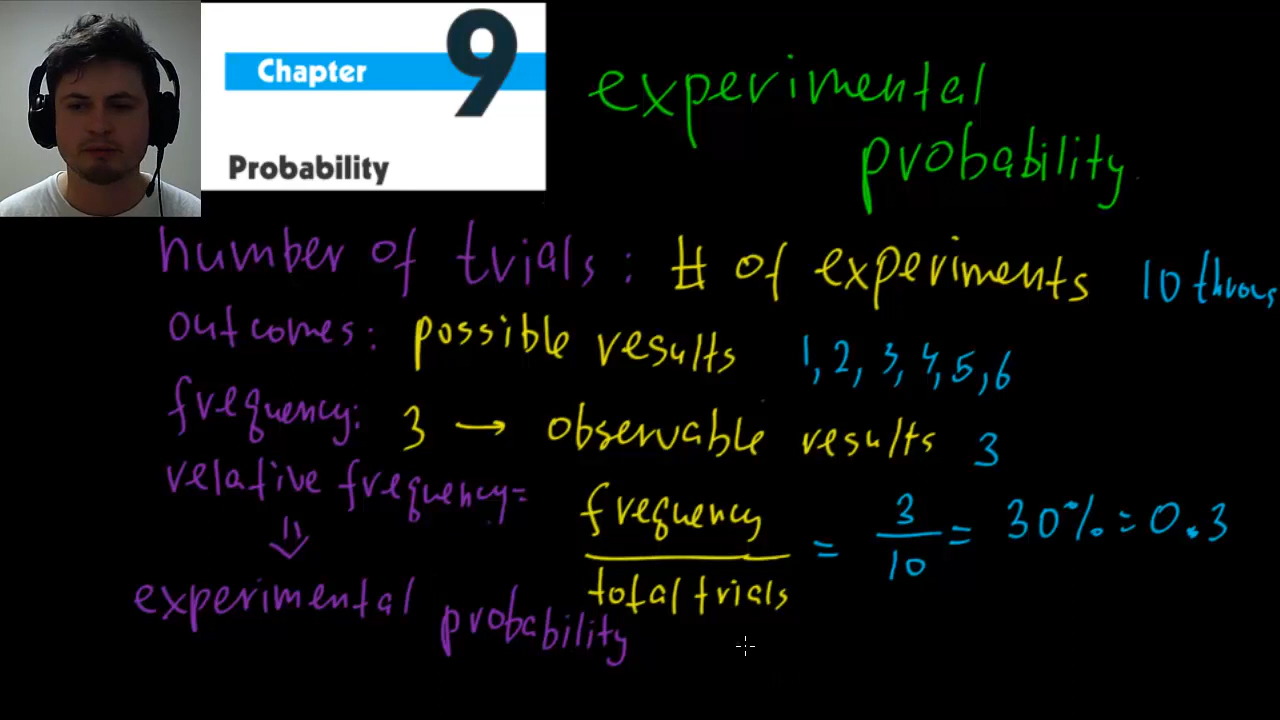 Chapter 9
Probability
experimental
probability
number of trials: # of experiments 10 throws
outcomes: possible results 1, 2, 3, 4, 5, 6
frequency: 3 → observable results 3
relative frequency = frequency / total trials = 3/10 = 30% = 0.3
⇓
experimental probability